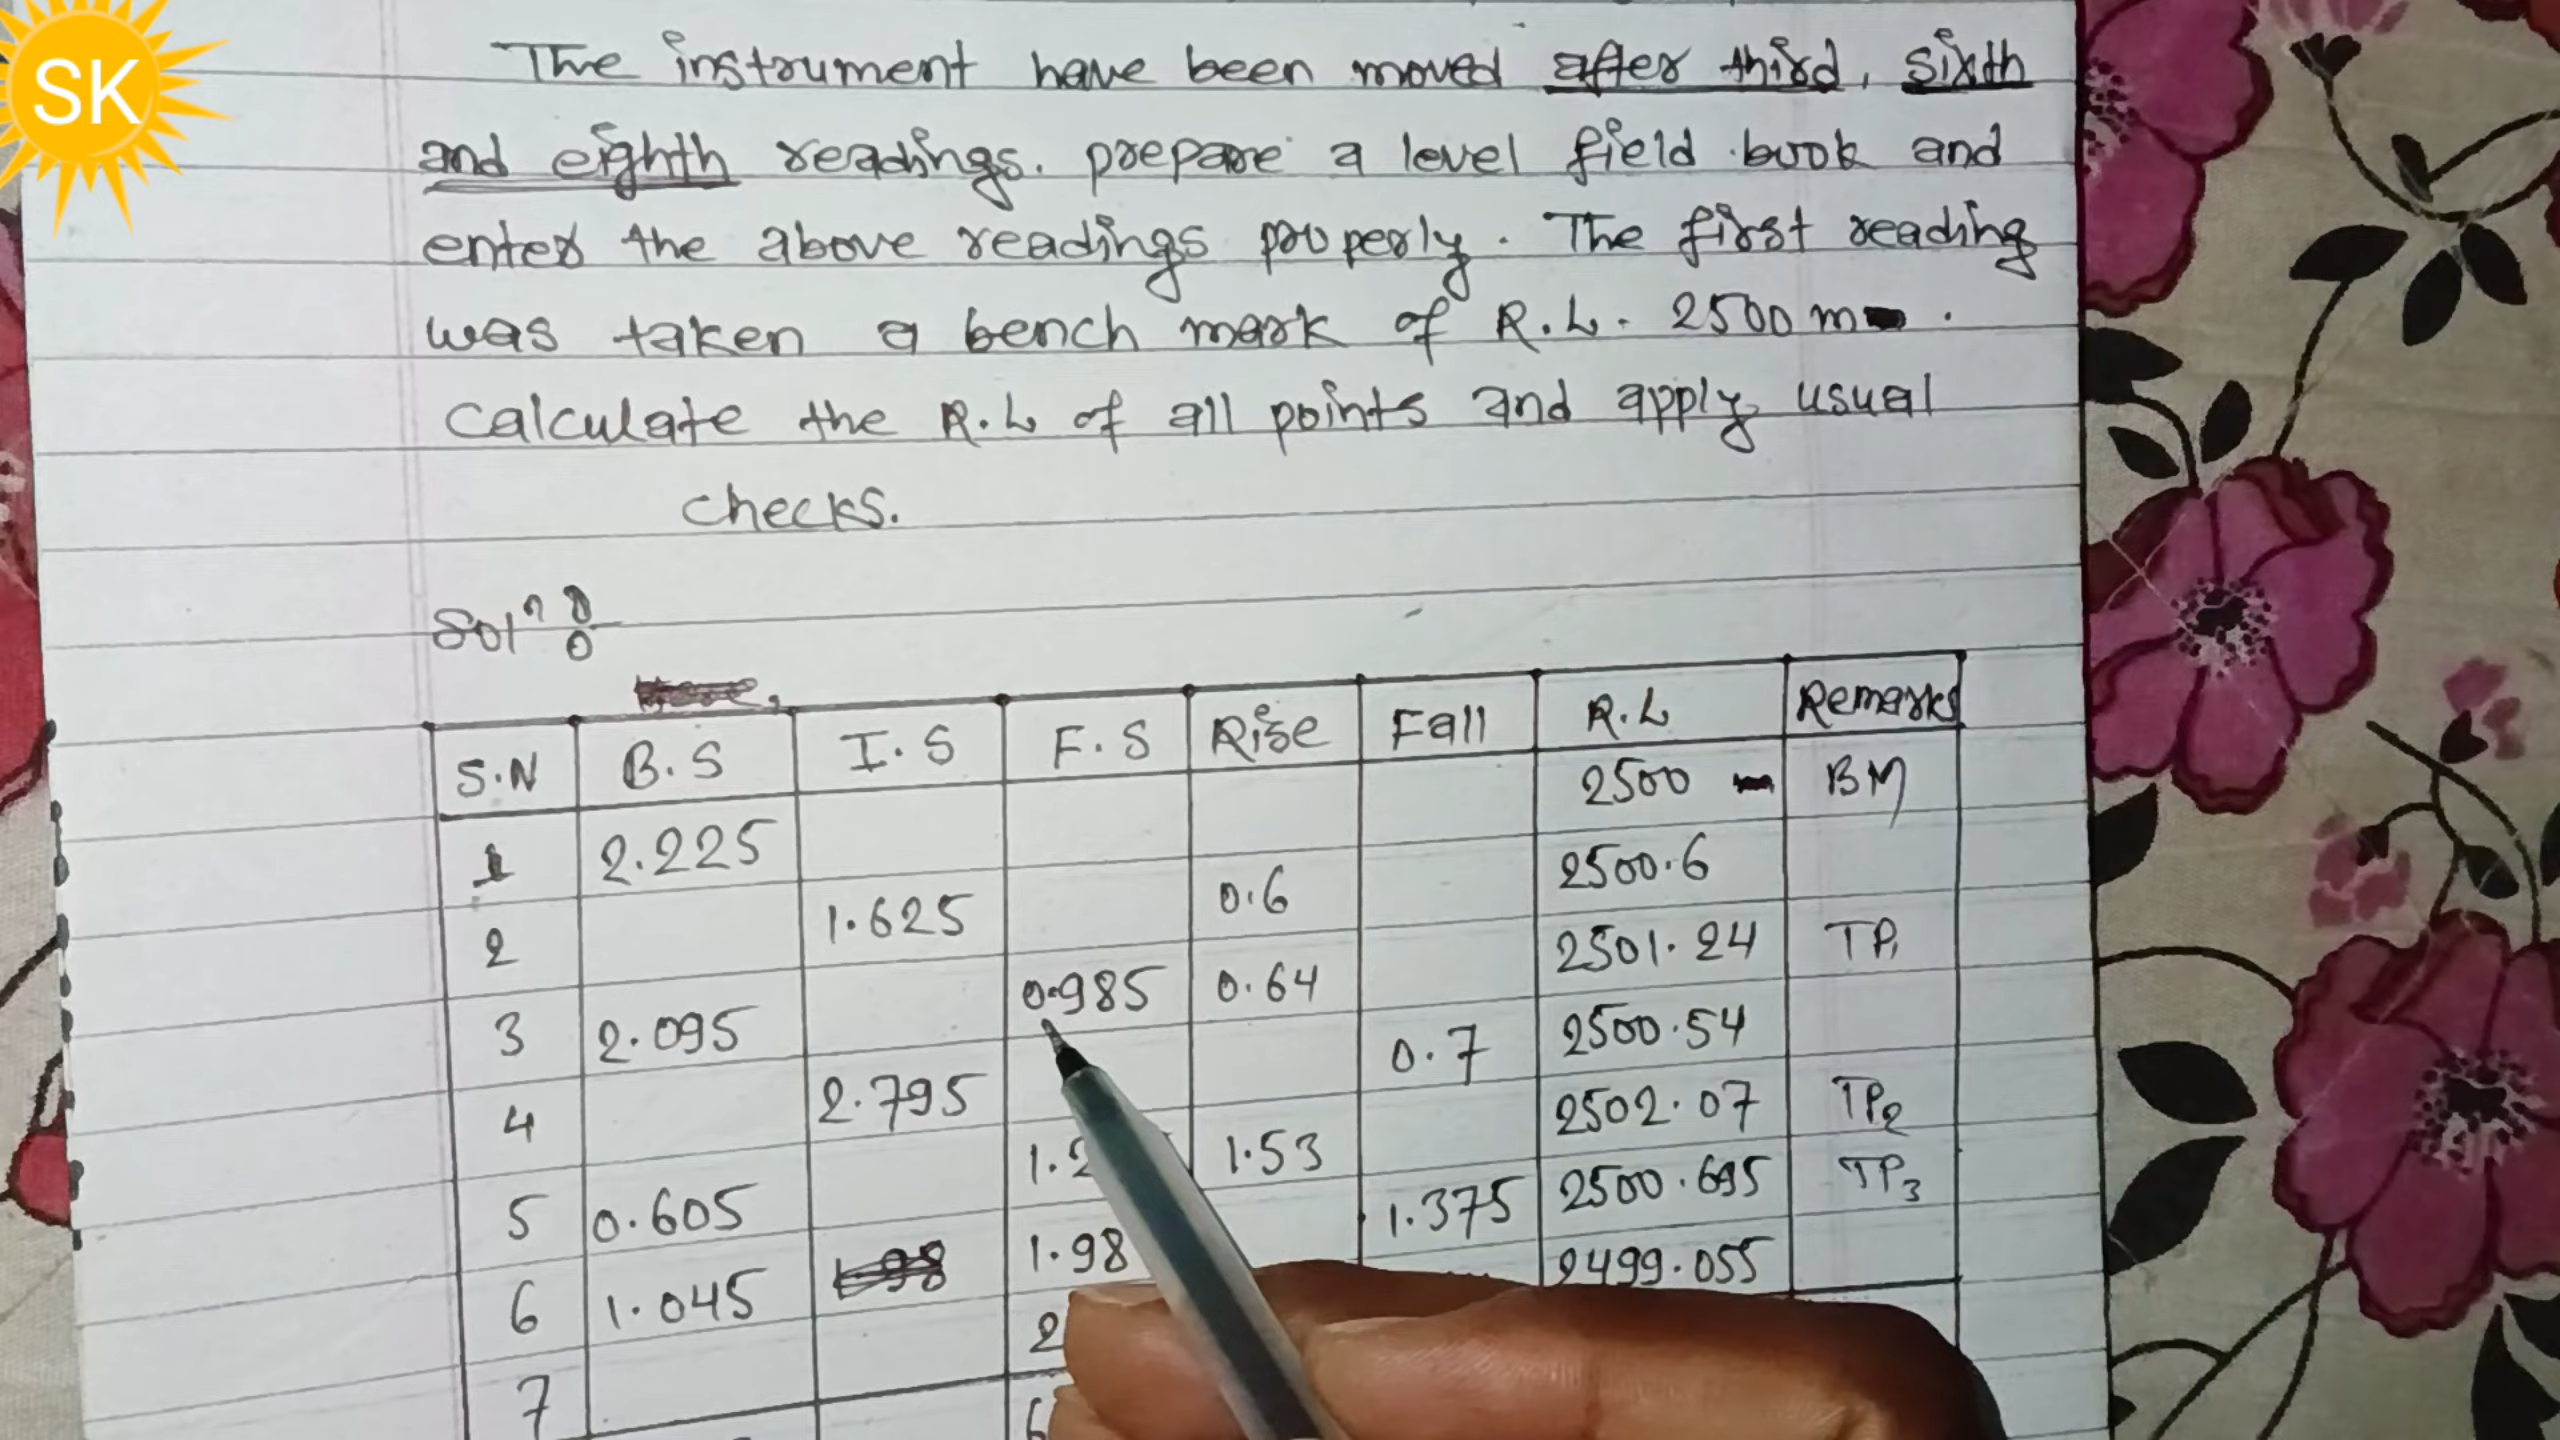 SK
The instrument have been moved after third, sixth
and eighth readings. prepare a level field book and
enter the above readings properly. The first reading
was taken a bench mark of R.L. 2500 m .
calculate the R.L of all points and apply usual
checks.
Solⁿ :
S.N B.S I.S F.S Rise Fall R.L Remarks
1 2.225 2500 BM
2 1.625 0.6 2500.6
3 2.095 0.985 0.64 2501.24 TP₁
4 2.795 0.7 2500.54
5 0.605 1.53 2502.07 TP₂
6 1.045 1.98 1.375 2500.695 TP₃
7 2499.055